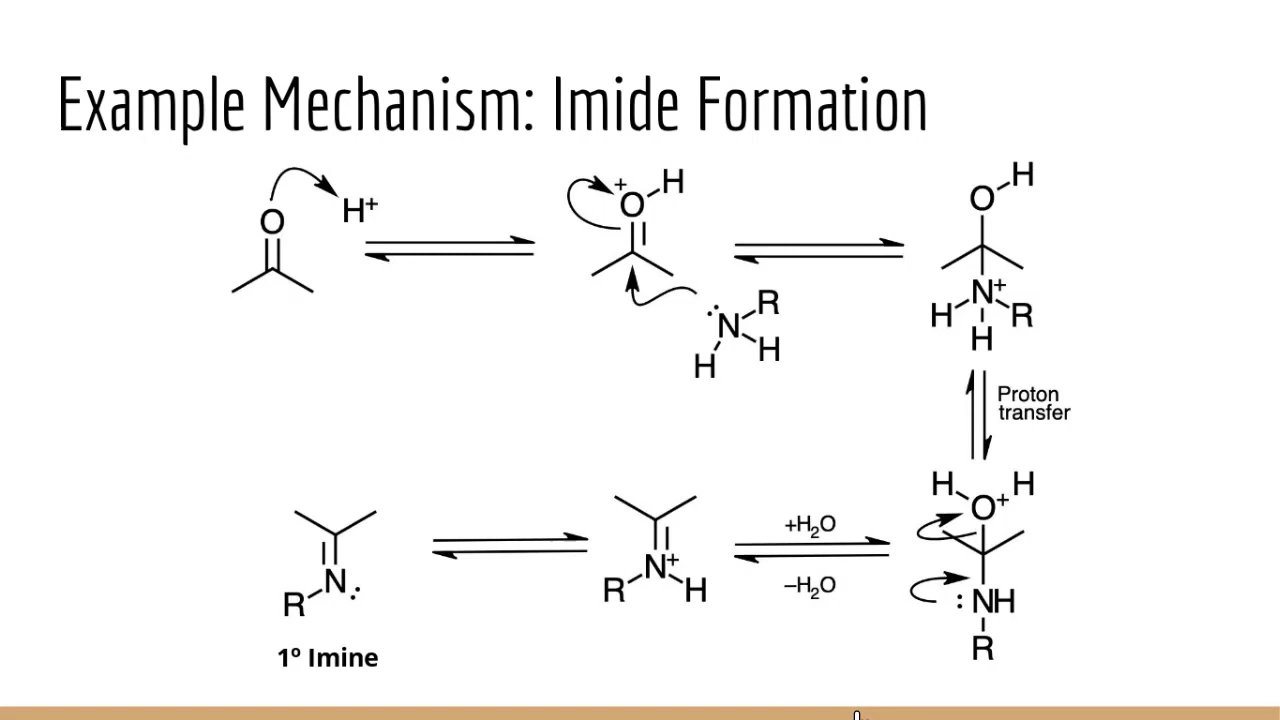 Example Mechanism: Imide Formation
O
H⁺
+
O
H
N
R
H
H
O
H
N⁺
H
R
H
Proton
transfer
H
H
O⁺
:NH
R
+H₂O
–H₂O
N⁺
R
H
N
R
1º Imine